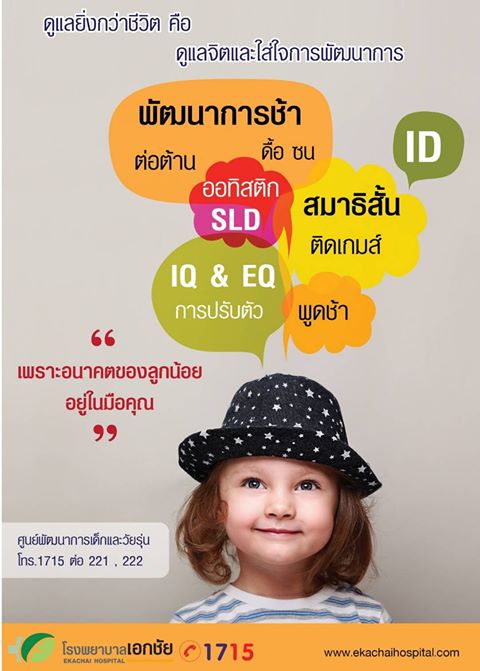 ดูแลยิ่งกว่าชีวิต คือ
ดูแลจิตและใส่ใจการพัฒนาการ
พัฒนาการช้า
ต่อต้าน
ดื้อ ซน
ID
ออทิสติก
SLD
สมาธิสั้น
ติดเกมส์
IQ & EQ
การปรับตัว
พูดช้า
“
เพราะอนาคตของลูกน้อย
อยู่ในมือคุณ
”
ศูนย์พัฒนาการเด็กและวัยรุ่น
โทร.1715 ต่อ 221 , 222
โรงพยาบาลเอกชัย
EKACHAI HOSPITAL
1715
www.ekachaihospital.com